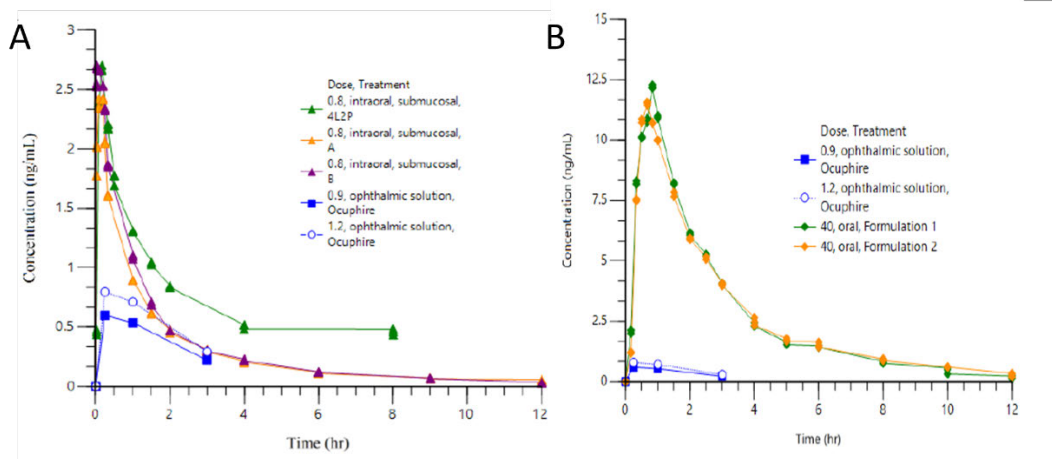 A
3
2.5
2
1.5
1
0.5
0
Concentration (ng/mL)
Dose, Treatment
0.8, intraoral, submucosal,
4L2P
0.8, intraoral, submucosal,
A
0.8, intraoral, submucosal,
B
0.9, ophthalmic solution,
Ocuphire
1.2, ophthalmic solution,
Ocuphire
0 2 4 6 8 10 12
Time (hr)
B
15
12.5
10
7.5
5
2.5
0
Concentration (ng/mL)
Dose, Treatment
0.9, ophthalmic solution,
Ocuphire
1.2, ophthalmic solution,
Ocuphire
40, oral, Formulation 1
40, oral, Formulation 2
0 2 4 6 8 10 12
Time (hr)